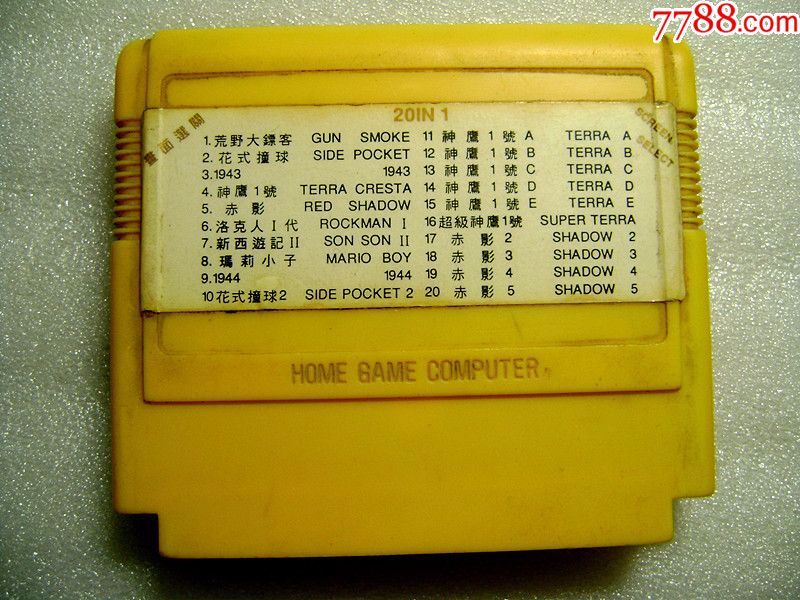 7788.com
20IN 1
畫面選關
SCREEN
SELECT
1.荒野大鏢客 GUN SMOKE
2.花式撞球 SIDE POCKET
3.1943 1943
4.神鷹1號 TERRA CRESTA
5.赤影 RED SHADOW
6.洛克人I代 ROCKMAN I
7.新西遊記II SON SON II
8.瑪莉小子 MARIO BOY
9.1944 1944
10花式撞球2 SIDE POCKET 2
11 神鷹1號A TERRA A
12 神鷹1號B TERRA B
13 神鷹1號C TERRA C
14 神鷹1號D TERRA D
15 神鷹1號E TERRA E
16超級神鷹1號 SUPER TERRA
17 赤影2 SHADOW 2
18 赤影3 SHADOW 3
19 赤影4 SHADOW 4
20 赤影5 SHADOW 5
HOME GAME COMPUTER